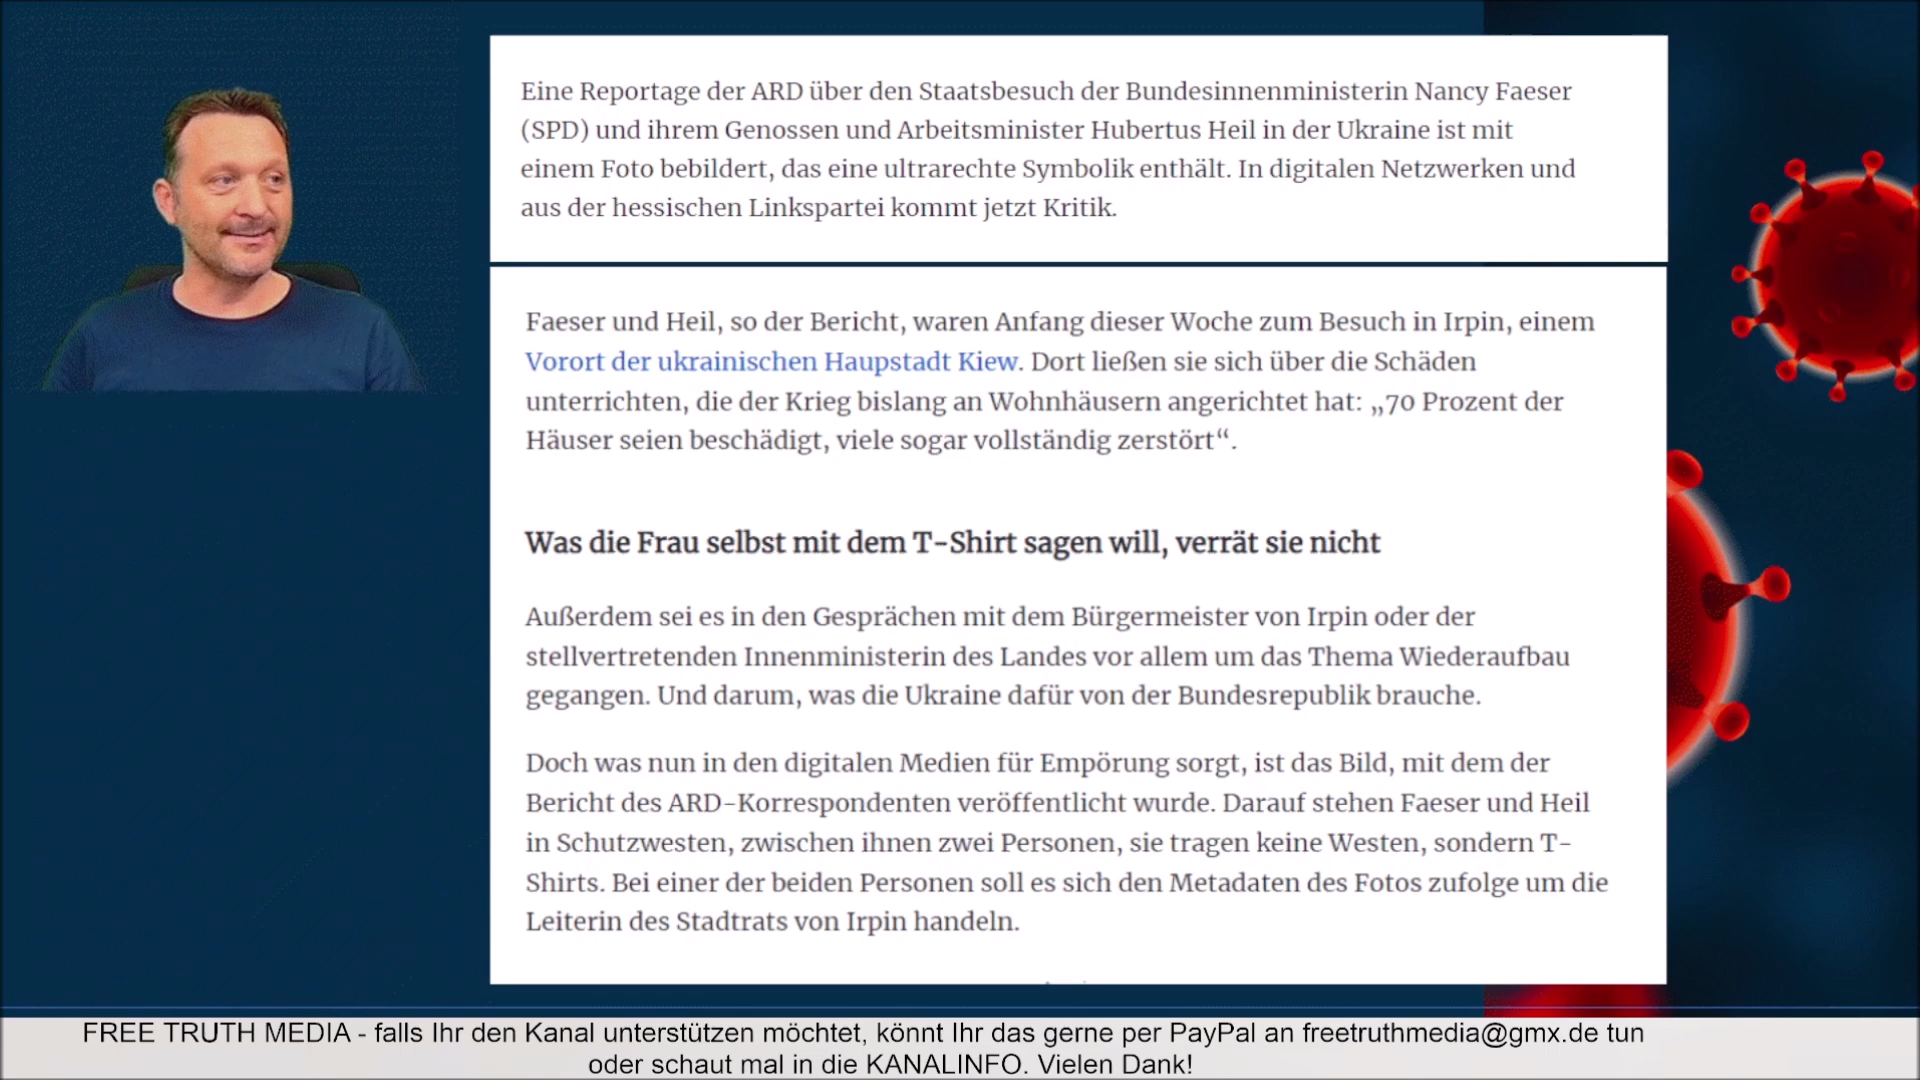 Eine Reportage der ARD über den Staatsbesuch der Bundesinnenministerin Nancy Faeser
(SPD) und ihrem Genossen und Arbeitsminister Hubertus Heil in der Ukraine ist mit
einem Foto bebildert, das eine ultrarechte Symbolik enthält. In digitalen Netzwerken und
aus der hessischen Linkspartei kommt jetzt Kritik.
Faeser und Heil, so der Bericht, waren Anfang dieser Woche zum Besuch in Irpin, einem
Vorort der ukrainischen Haupstadt Kiew. Dort ließen sie sich über die Schäden
unterrichten, die der Krieg bislang an Wohnhäusern angerichtet hat: „70 Prozent der
Häuser seien beschädigt, viele sogar vollständig zerstört“.
Was die Frau selbst mit dem T-Shirt sagen will, verrät sie nicht
Außerdem sei es in den Gesprächen mit dem Bürgermeister von Irpin oder der
stellvertretenden Innenministerin des Landes vor allem um das Thema Wiederaufbau
gegangen. Und darum, was die Ukraine dafür von der Bundesrepublik brauche.
Doch was nun in den digitalen Medien für Empörung sorgt, ist das Bild, mit dem der
Bericht des ARD-Korrespondenten veröffentlicht wurde. Darauf stehen Faeser und Heil
in Schutzwesten, zwischen ihnen zwei Personen, sie tragen keine Westen, sondern T-
Shirts. Bei einer der beiden Personen soll es sich den Metadaten des Fotos zufolge um die
Leiterin des Stadtrats von Irpin handeln.
FREE TRUTH MEDIA - falls Ihr den Kanal unterstützen möchtet, könnt Ihr das gerne per PayPal an freetruthmedia@gmx.de tun
oder schaut mal in die KANALINFO. Vielen Dank!